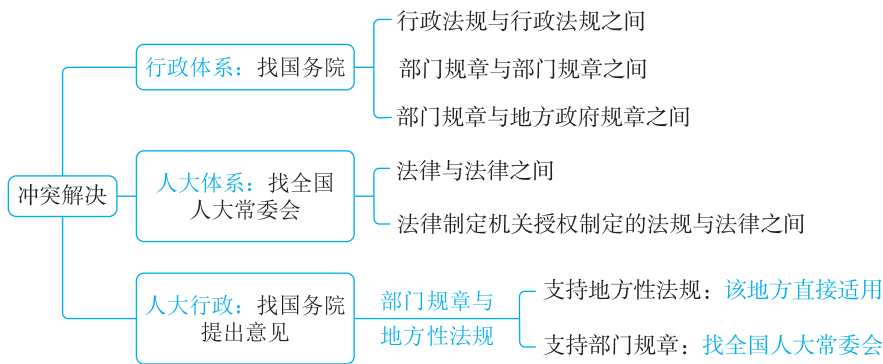 冲突解决
行政体系：找国务院
行政法规与行政法规之间
部门规章与部门规章之间
部门规章与地方政府规章之间
人大体系：找全国
人大常委会
法律与法律之间
法律制定机关授权制定的法规与法律之间
人大行政：找国务院
提出意见
部门规章与
地方性法规
支持地方性法规：该地方直接适用
支持部门规章：找全国人大常委会